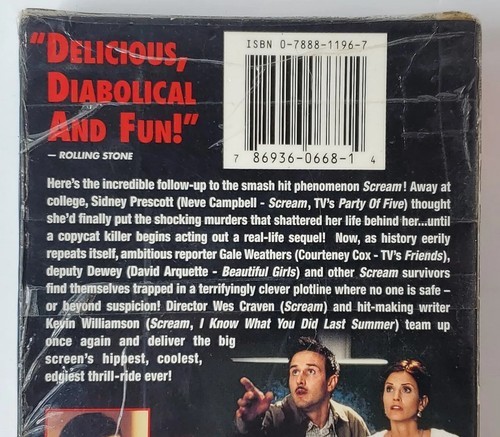 "DELICIOUS,
DIABOLICAL
AND FUN!"
— ROLLING STONE
ISBN 0-7888-1196-7
7 86936-0668-1 4
Here's the incredible follow-up to the smash hit phenomenon Scream! Away at
college, Sidney Prescott (Neve Campbell - Scream, TV's Party Of Five) thought
she'd finally put the shocking murders that shattered her life behind her...until
a copycat killer begins acting out a real-life sequel! Now, as history eerily
repeats itself, ambitious reporter Gale Weathers (Courteney Cox - TV's Friends),
deputy Dewey (David Arquette - Beautiful Girls) and other Scream survivors
find themselves trapped in a terrifyingly clever plotline where no one is safe –
or beyond suspicion! Director Wes Craven (Scream) and hit-making writer
Kevin Williamson (Scream, I Know What You Did Last Summer) team up
once again and deliver the big
screen's hippest, coolest,
edgiest thrill-ride ever!